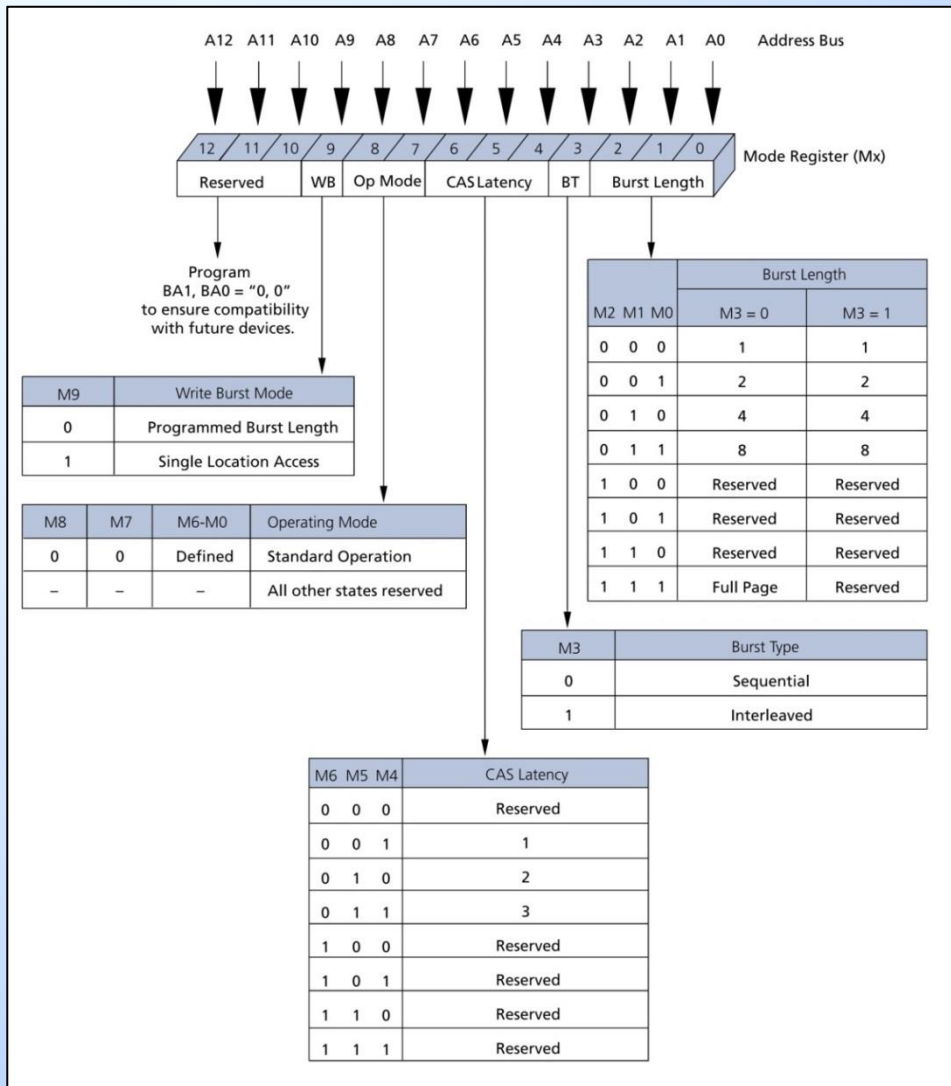 A12 A11 A10 A9 A8 A7 A6 A5 A4 A3 A2 A1 A0 Address Bus
12 11 10 9 8 7 6 5 4 3 2 1 0
Mode Register (Mx)
Reserved WB Op Mode CAS Latency BT Burst Length
Program
BA1, BA0 = “0, 0”
to ensure compatibility
with future devices.
Burst Length
M2 M1 M0 M3 = 0 M3 = 1
0 0 0 1 1
0 0 1 2 2
0 1 0 4 4
0 1 1 8 8
1 0 0 Reserved Reserved
1 0 1 Reserved Reserved
1 1 0 Reserved Reserved
1 1 1 Full Page Reserved
M9 Write Burst Mode
0 Programmed Burst Length
1 Single Location Access
M8 M7 M6-M0 Operating Mode
0 0 Defined Standard Operation
– – – All other states reserved
M3 Burst Type
0 Sequential
1 Interleaved
M6 M5 M4 CAS Latency
0 0 0 Reserved
0 0 1 1
0 1 0 2
0 1 1 3
1 0 0 Reserved
1 0 1 Reserved
1 1 0 Reserved
1 1 1 Reserved